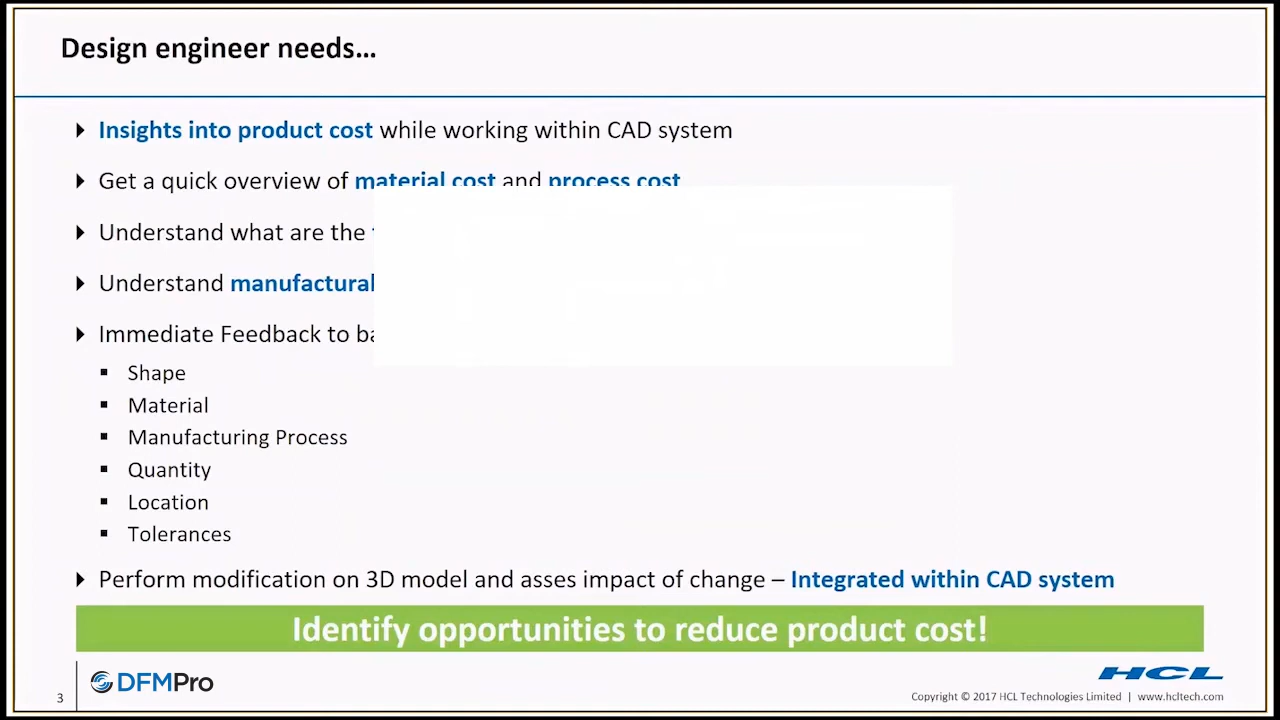 Design engineer needs...
Insights into product cost while working within CAD system
Get a quick overview of material cost and process cost
Understand what are the
Understand
Immediate Feedback to
Shape
Material
Manufacturing Process
Quantity
Location
Tolerances
Perform modification on 3D model and asses impact of change – Integrated within CAD system
Identify opportunities to reduce product cost!
3
DFMPro
HCL
Copyright © 2017 HCL Technologies Limited | www.hcltech.com